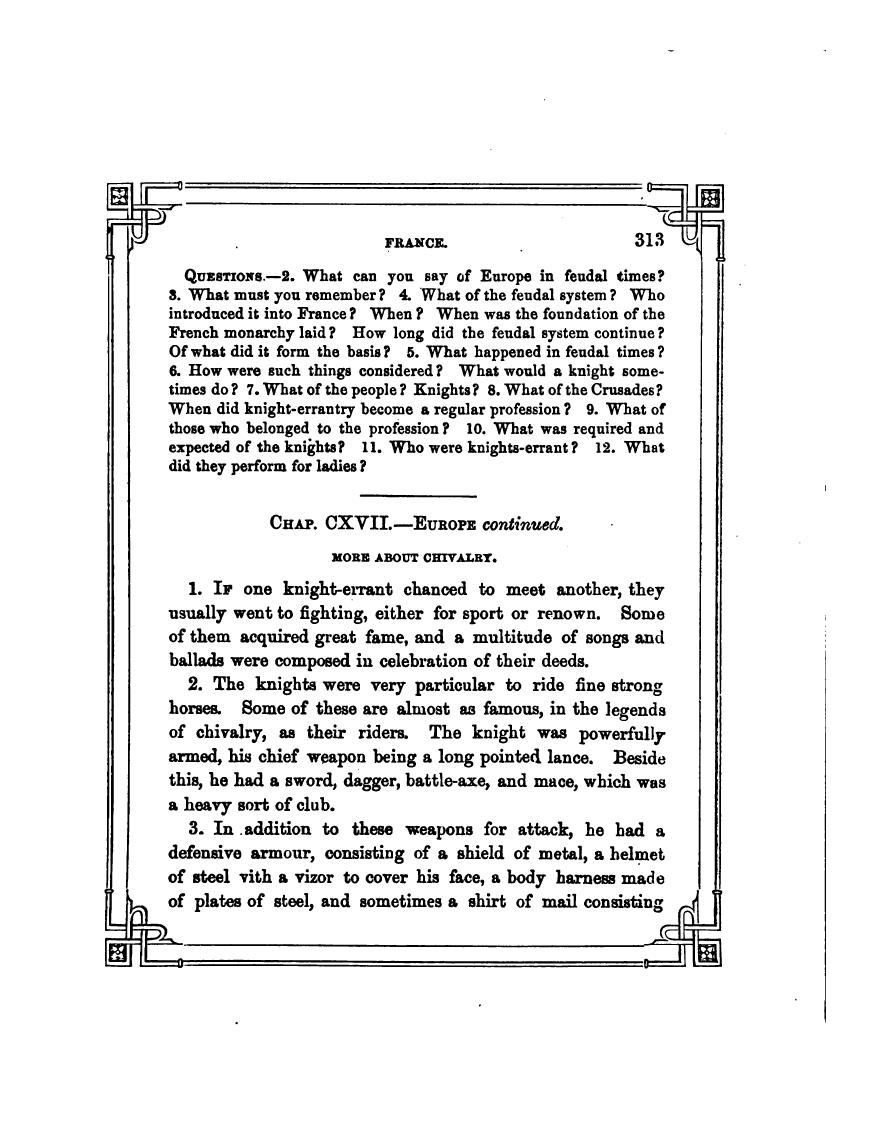 FRANCE. 313
QUESTIONS.—2. What can you say of Europe in feudal times?
3. What must you remember? 4. What of the feudal system? Who
introduced it into France? When? When was the foundation of the
French monarchy laid? How long did the feudal system continue?
Of what did it form the basis? 5. What happened in feudal times?
6. How were such things considered? What would a knight some-
times do? 7. What of the people? Knights? 8. What of the Crusades?
When did knight-errantry become a regular profession? 9. What of
those who belonged to the profession? 10. What was required and
expected of the knights? 11. Who were knights-errant? 12. What
did they perform for ladies?
CHAP. CXVII.—EUROPE continued.
MORE ABOUT CHIVALRY.
1. IF one knight-errant chanced to meet another, they
usually went to fighting, either for sport or renown. Some
of them acquired great fame, and a multitude of songs and
ballads were composed in celebration of their deeds.
2. The knights were very particular to ride fine strong
horses. Some of these are almost as famous, in the legends
of chivalry, as their riders. The knight was powerfully
armed, his chief weapon being a long pointed lance. Beside
this, he had a sword, dagger, battle-axe, and mace, which was
a heavy sort of club.
3. In addition to these weapons for attack, he had a
defensive armour, consisting of a shield of metal, a helmet
of steel with a vizor to cover his face, a body harness made
of plates of steel, and sometimes a shirt of mail consisting